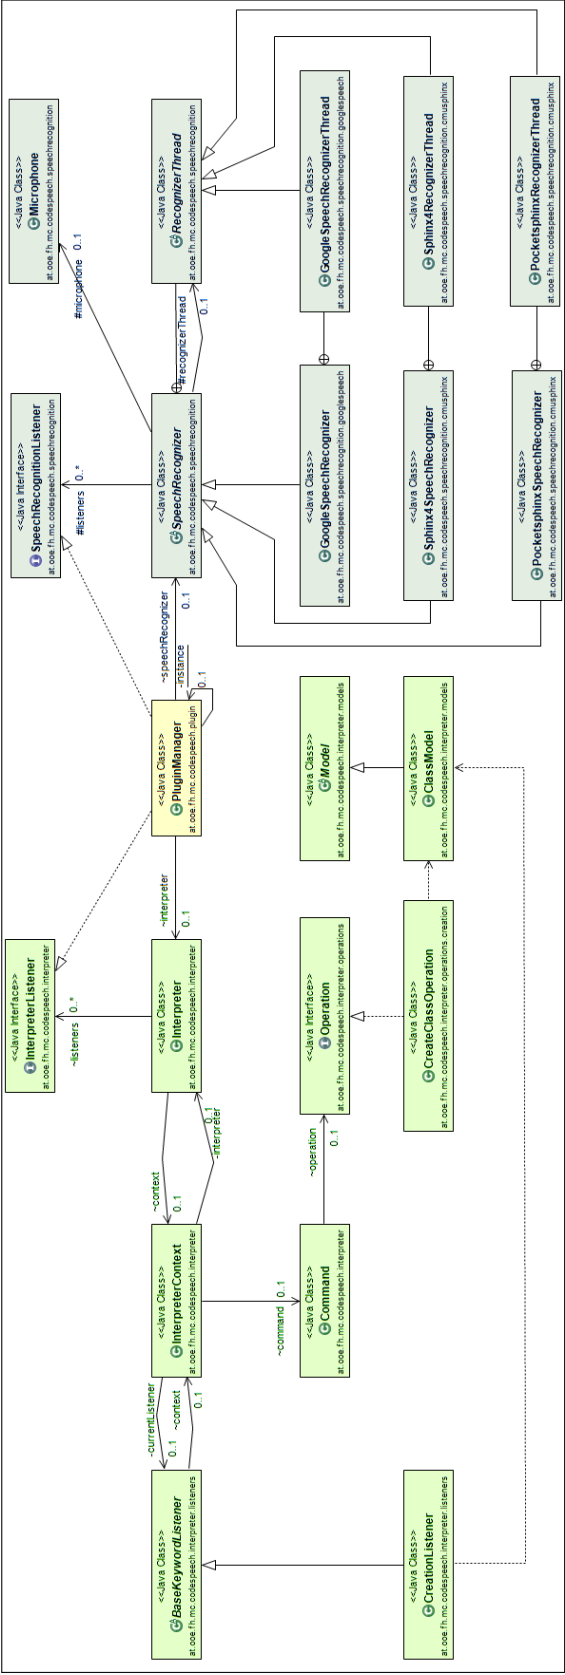 <<Java Class>>
BaseKeywordListener
at.ooe.fh.mc.codespeech.interpreter.listeners
<<Java Class>>
CreationListener
at.ooe.fh.mc.codespeech.interpreter.listeners
-currentListener
0..1
~context
0..1
<<Java Class>>
InterpreterContext
at.ooe.fh.mc.codespeech.interpreter
~command 0..1
<<Java Class>>
Command
at.ooe.fh.mc.codespeech.interpreter
~context
0..1
0..1
-interpreter
~operation
0..1
<<Java Interface>>
InterpreterListener
at.ooe.fh.mc.codespeech.interpreter
~listeners 0..*
<<Java Class>>
Interpreter
at.ooe.fh.mc.codespeech.interpreter
<<Java Interface>>
Operation
at.ooe.fh.mc.codespeech.interpreter.operations
<<Java Class>>
CreateClassOperation
at.ooe.fh.mc.codespeech.interpreter.operations.creation
~interpreter
0..1
<<Java Class>>
PluginManager
at.ooe.fh.mc.codespeech.plugin
<<Java Class>>
Model
at.ooe.fh.mc.codespeech.interpreter.models
<<Java Class>>
ClassModel
at.ooe.fh.mc.codespeech.interpreter.models
~speechRecognizer
0..1
-instance
0..1
<<Java Interface>>
SpeechRecognitionListener
at.ooe.fh.mc.codespeech.speechrecognition
#listeners 0..*
<<Java Class>>
SpeechRecognizer
at.ooe.fh.mc.codespeech.speechrecognition
<<Java Class>>
GoogleSpeechRecognizer
at.ooe.fh.mc.codespeech.speechrecognition.googlespeech
<<Java Class>>
Sphinx4SpeechRecognizer
at.ooe.fh.mc.codespeech.speechrecognition.cmusphinx
<<Java Class>>
PocketsphinxSpeechRecognizer
at.ooe.fh.mc.codespeech.speechrecognition.cmusphinx
#microphone 0..1
#recognizerThread
0..1
<<Java Class>>
Microphone
at.ooe.fh.mc.codespeech.speechrecognition
<<Java Class>>
RecognizerThread
at.ooe.fh.mc.codespeech.speechrecognition
<<Java Class>>
GoogleSpeechRecognizerThread
at.ooe.fh.mc.codespeech.speechrecognition.googlespeech
<<Java Class>>
Sphinx4RecognizerThread
at.ooe.fh.mc.codespeech.speechrecognition.cmusphinx
<<Java Class>>
PocketsphinxRecognizerThread
at.ooe.fh.mc.codespeech.speechrecognition.cmusphinx